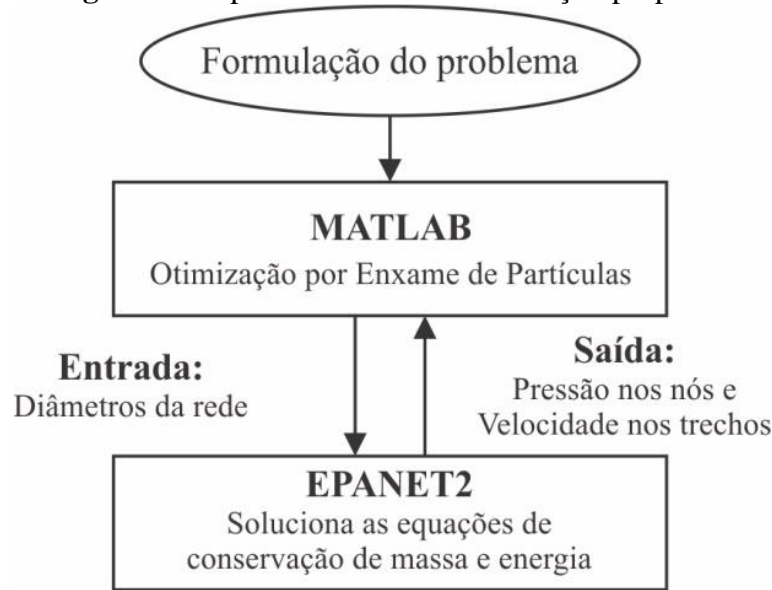 Formulação do problema
MATLAB
Otimização por Enxame de Partículas
Entrada:
Diâmetros da rede
Saída:
Pressão nos nós e
Velocidade nos trechos
EPANET2
Soluciona as equações de
conservação de massa e energia